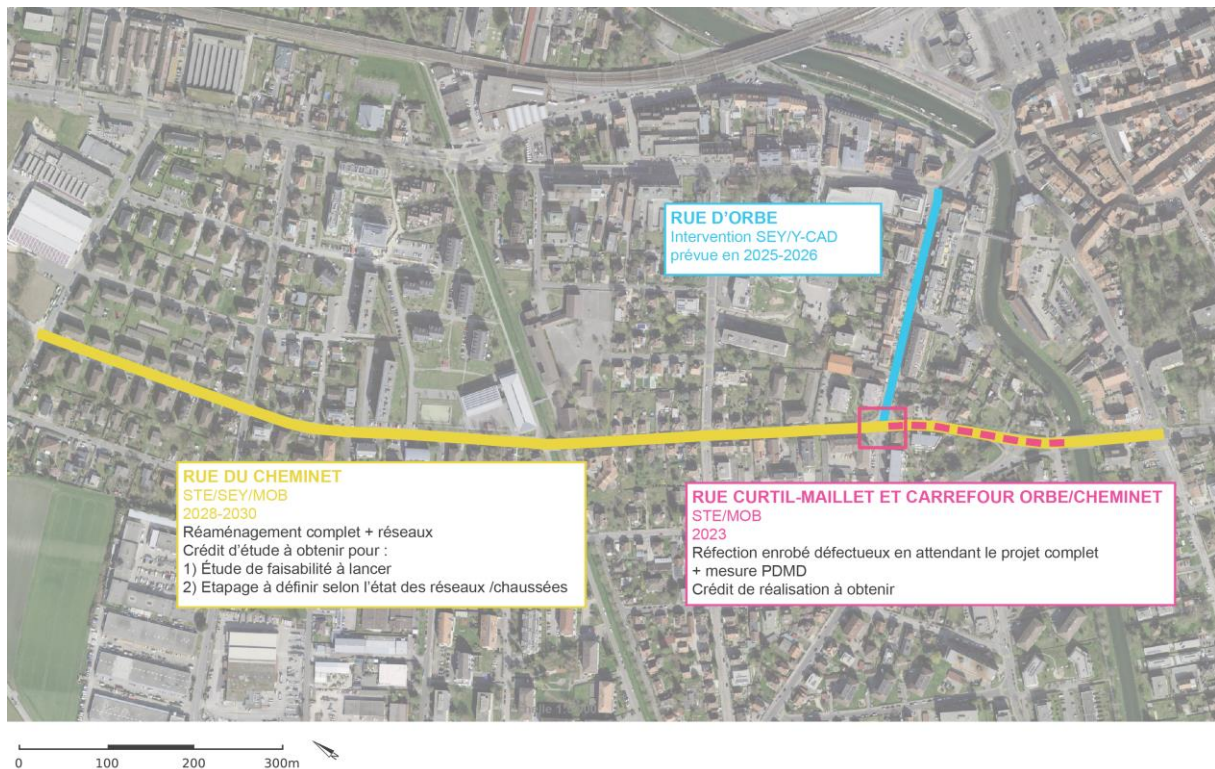 RUE D'ORBE
Intervention SEY/Y-CAD
prévue en 2025-2026
RUE DU CHEMINET
STE/SEY/MOB
2028-2030
Réaménagement complet + réseaux
Crédit d'étude à obtenir pour :
1) Étude de faisabilité à lancer
2) Etapage à définir selon l'état des réseaux /chaussées
RUE CURTIL-MAILLET ET CARREFOUR ORBE/CHEMINET
STE/MOB
2023
Réfection enrobé défectueux en attendant le projet complet
+ mesure PDMD
Crédit de réalisation à obtenir
0 100 200 300m
N